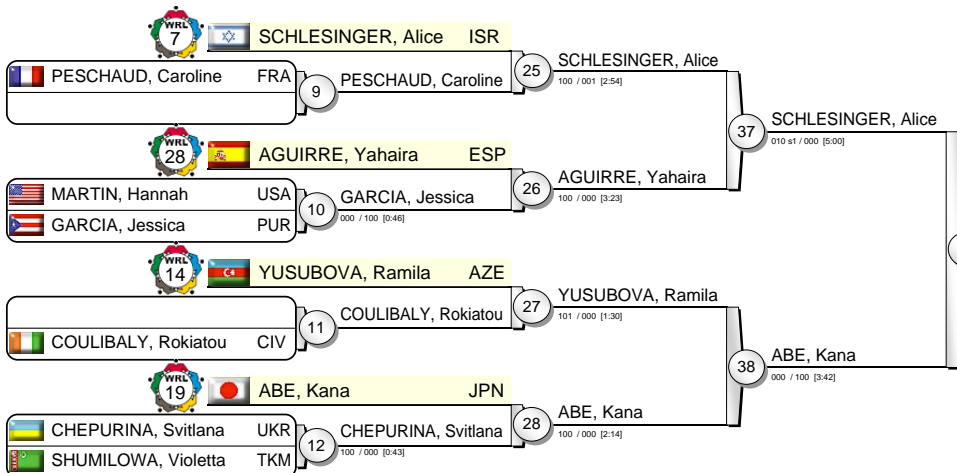 WRL
7
SCHLESINGER, Alice ISR
PESCHAUD, Caroline FRA
9
PESCHAUD, Caroline
25
SCHLESINGER, Alice
100 / 001 [2:54]
WRL
28
AGUIRRE, Yahaira ESP
MARTIN, Hannah USA
GARCIA, Jessica PUR
10
GARCIA, Jessica
000 / 100 [0:46]
26
AGUIRRE, Yahaira
100 / 000 [3:23]
37
SCHLESINGER, Alice
010 s1 / 000 [5:00]
WRL
14
YUSUBOVA, Ramila AZE
COULIBALY, Rokiatou CIV
11
COULIBALY, Rokiatou
27
YUSUBOVA, Ramila
101 / 000 [1:30]
WRL
19
ABE, Kana JPN
CHEPURINA, Svitlana UKR
SHUMILOWA, Violetta TKM
12
CHEPURINA, Svitlana
100 / 000 [0:43]
28
ABE, Kana
100 / 000 [2:14]
38
ABE, Kana
000 / 100 [3:42]